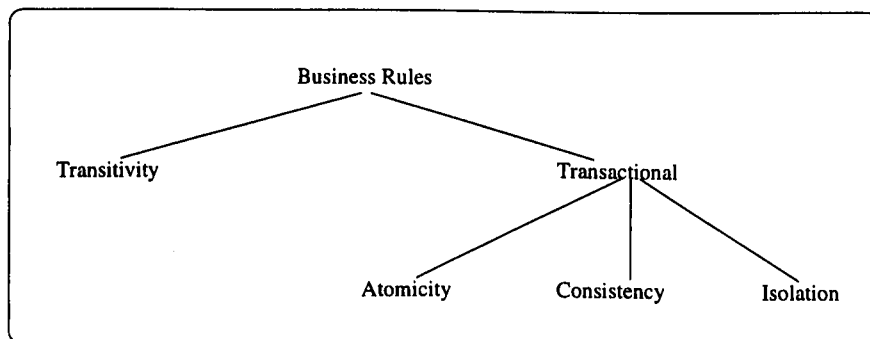 Business Rules
Transitivity
Transactional
Atomicity
Consistency
Isolation